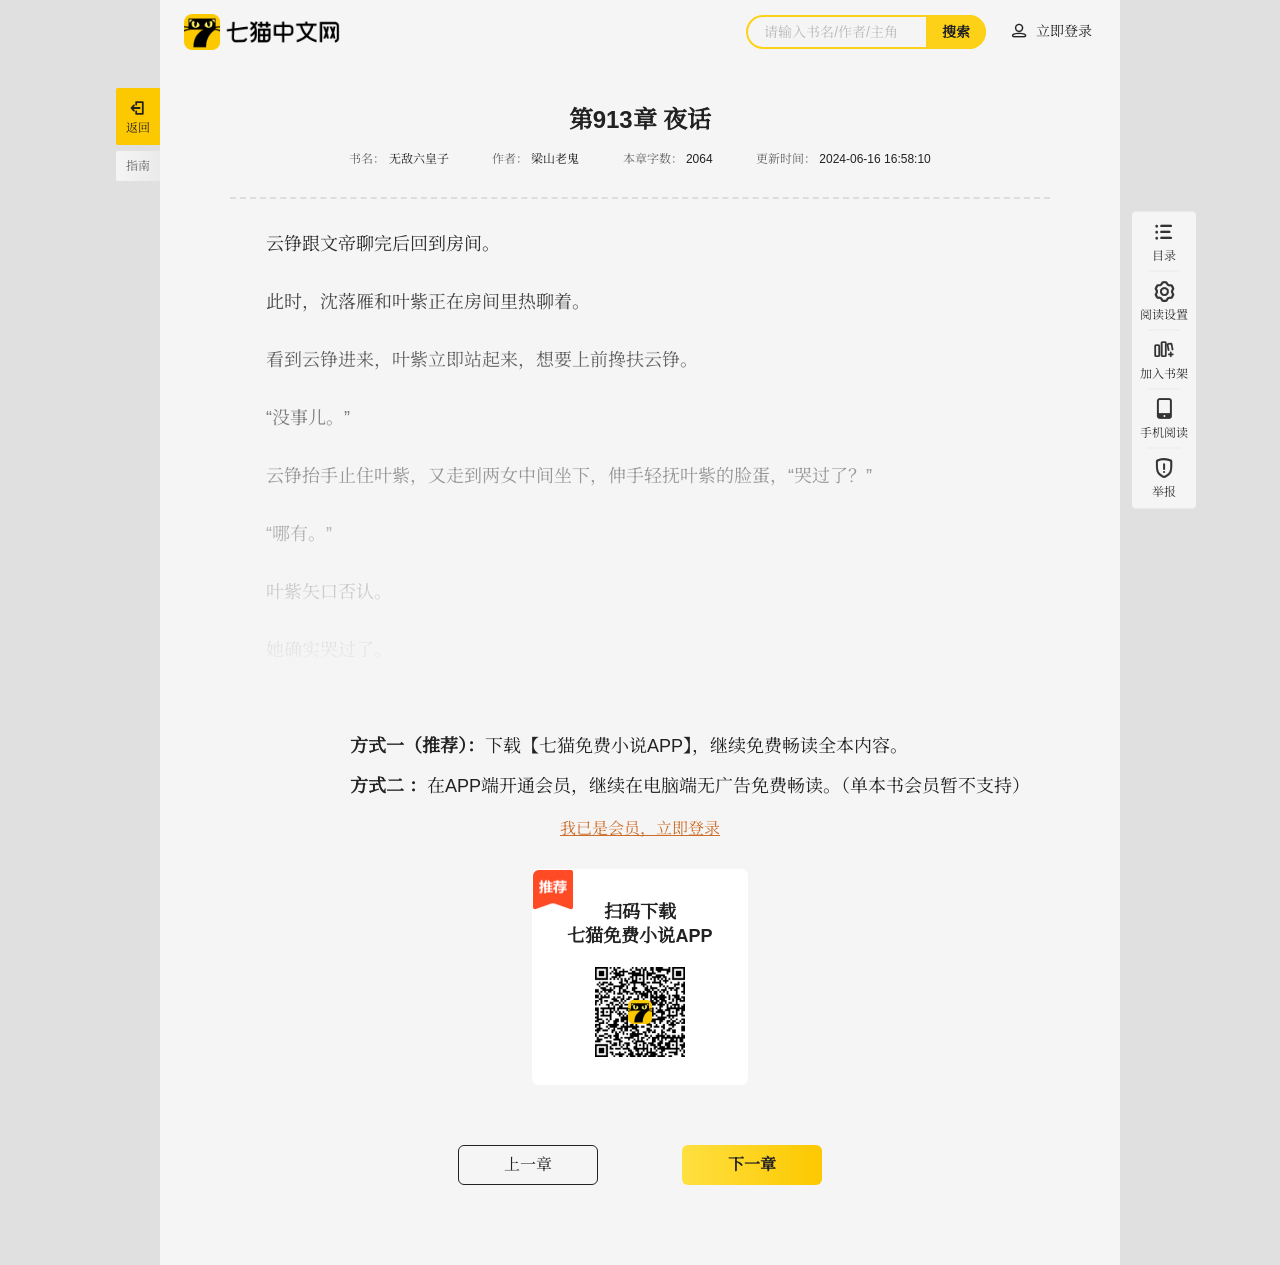 七猫中文网
请输入书名/作者/主角
搜索
立即登录
返回
指南
第913章 夜话
书名： 无敌六皇子 作者： 梁山老鬼 本章字数： 2064 更新时间： 2024-06-16 16:58:10
云铮跟文帝聊完后回到房间。
此时，沈落雁和叶紫正在房间里热聊着。
看到云铮进来，叶紫立即站起来，想要上前搀扶云铮。
“没事儿。”
云铮抬手止住叶紫，又走到两女中间坐下，伸手轻抚叶紫的脸蛋，“哭过了？”
“哪有。”
叶紫矢口否认。
她确实哭过了。
目录
阅读设置
加入书架
手机阅读
举报
方式一（推荐）：下载【七猫免费小说APP】，继续免费畅读全本内容。
方式二 ：在APP端开通会员，继续在电脑端无广告免费畅读。（单本书会员暂不支持）
我已是会员，立即登录
推荐
扫码下载
七猫免费小说APP
上一章
下一章